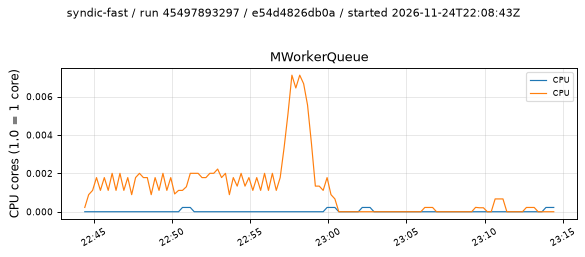 syndic-fast / run 45497893297 / e54d4826db0a / started 2026-11-24T22:08:43Z
MWorkerQueue
CPU cores (1.0 = 1 core)
0.006
0.004
0.002
0.000
CPU
CPU
22:45
22:50
22:55
23:00
23:05
23:10
23:15